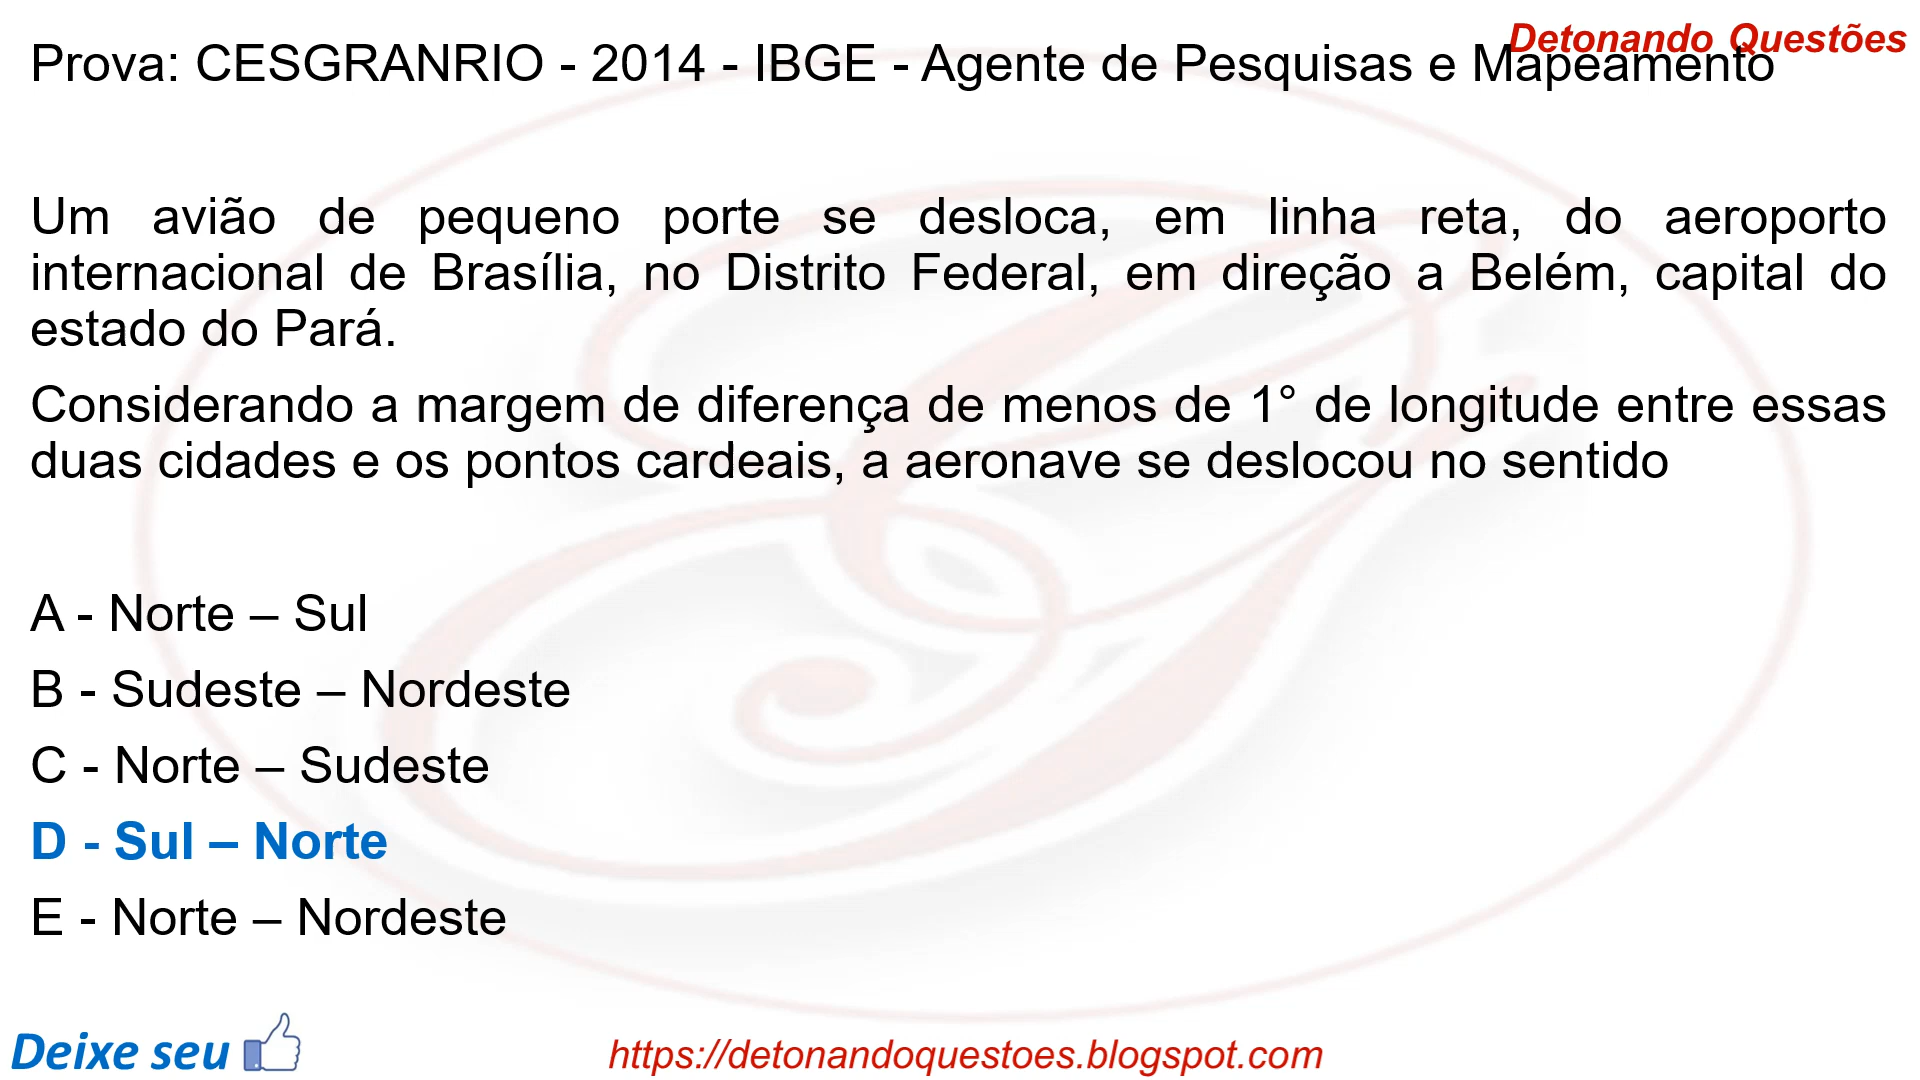 Detonando Questões
Prova: CESGRANRIO - 2014 - IBGE - Agente de Pesquisas e Mapeamento
Um avião de pequeno porte se desloca, em linha reta, do aeroporto
internacional de Brasília, no Distrito Federal, em direção a Belém, capital do
estado do Pará.
Considerando a margem de diferença de menos de 1° de longitude entre essas
duas cidades e os pontos cardeais, a aeronave se deslocou no sentido
A - Norte – Sul
B - Sudeste – Nordeste
C - Norte – Sudeste
D - Sul – Norte
E - Norte – Nordeste
Deixe seu
https://detonandoquestoes.blogspot.com